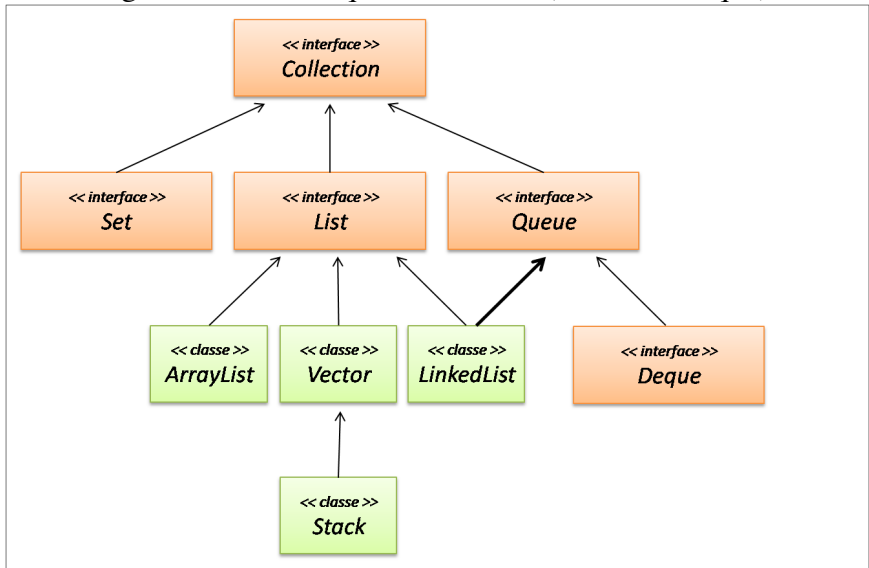 << interface >>
Collection
<< interface >>
Set
<< interface >>
List
<< interface >>
Queue
<< classe >>
ArrayList
<< classe >>
Vector
<< classe >>
LinkedList
<< interface >>
Deque
<< classe >>
Stack